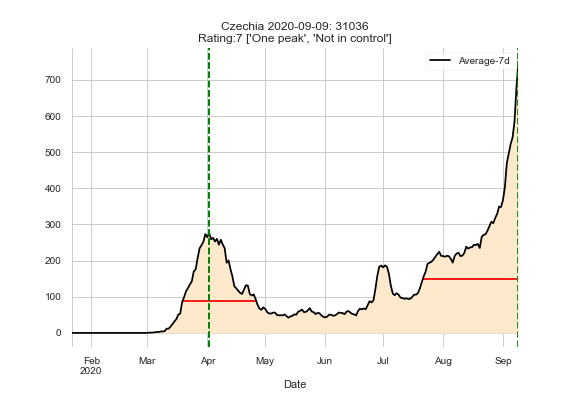 Czechia 2020-09-09: 31036
Rating:7 ['One peak', 'Not in control']
Average-7d
700
600
500
400
300
200
100
0
Feb
2020
Mar
Apr
May
Jun
Jul
Aug
Sep
Date